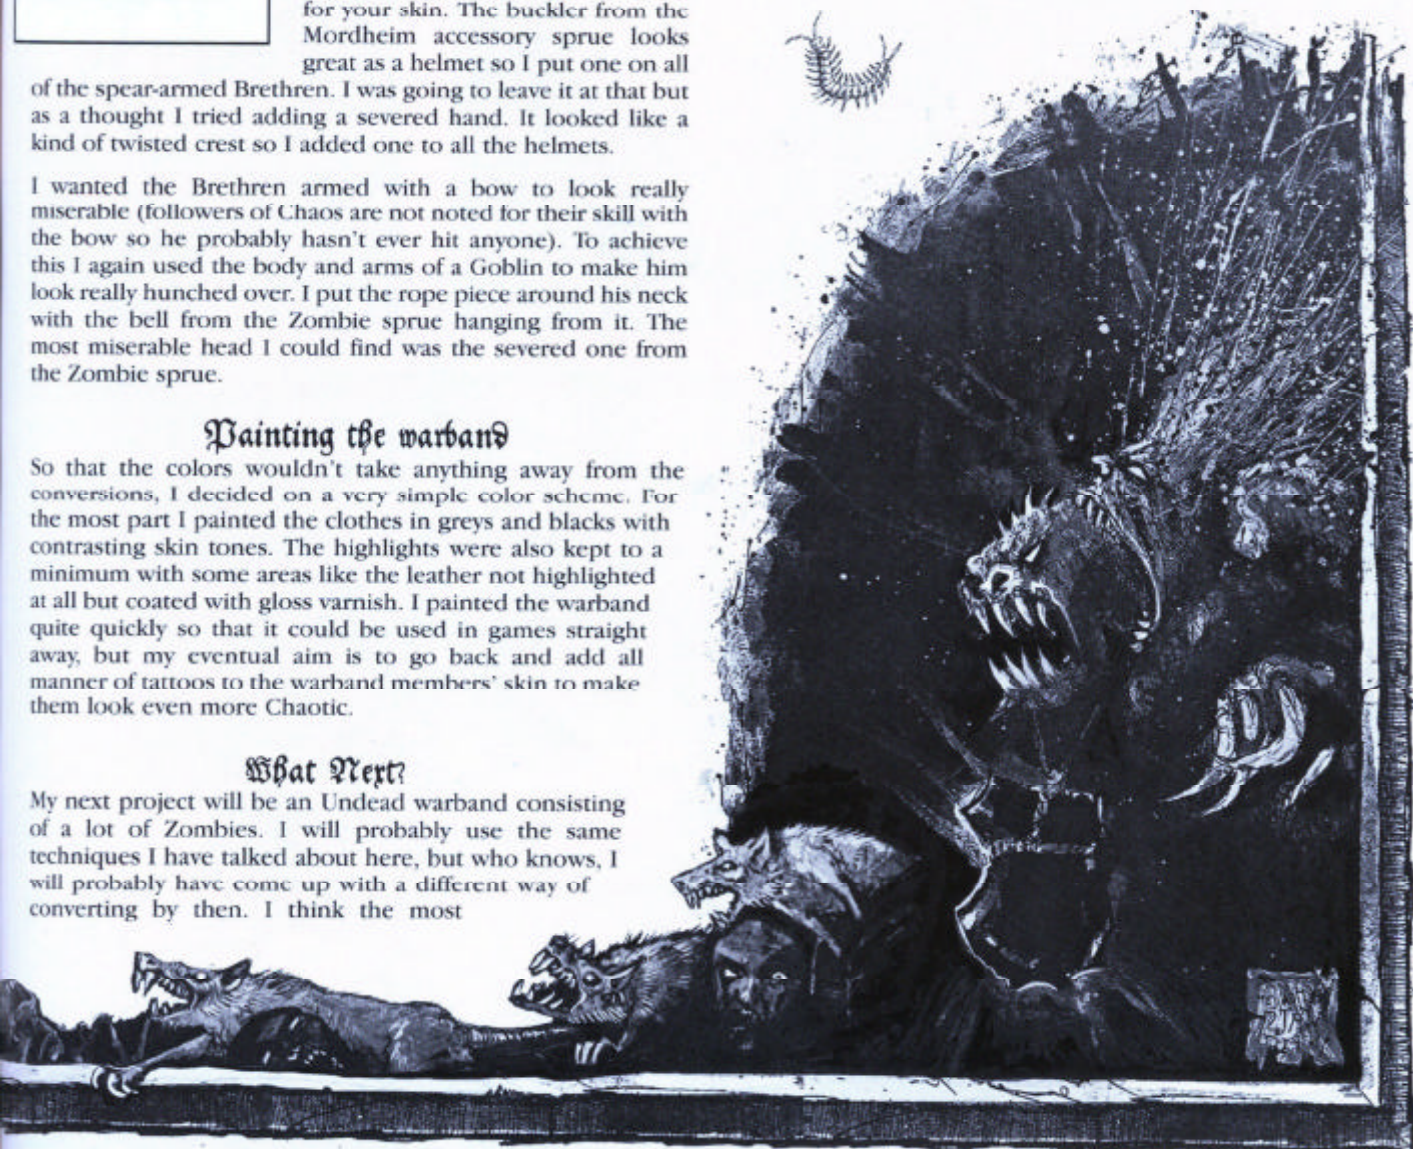 for your skin. The buckler from the
Mordheim accessory sprue looks
great as a helmet so I put one on all
of the spear-armed Brethren. I was going to leave it at that but
as a thought I tried adding a severed hand. It looked like a
kind of twisted crest so I added one to all the helmets.
I wanted the Brethren armed with a bow to look really
miserable (followers of Chaos are not noted for their skill with
the bow so he probably hasn't ever hit anyone). To achieve
this I again used the body and arms of a Goblin to make him
look really hunched over. I put the rope piece around his neck
with the bell from the Zombie sprue hanging from it. The
most miserable head I could find was the severed one from
the Zombie sprue.
Painting the warband
So that the colors wouldn't take anything away from the
conversions, I decided on a very simple color scheme. For
the most part I painted the clothes in greys and blacks with
contrasting skin tones. The highlights were also kept to a
minimum with some areas like the leather not highlighted
at all but coated with gloss varnish. I painted the warband
quite quickly so that it could be used in games straight
away, but my eventual aim is to go back and add all
manner of tattoos to the warband members' skin to make
them look even more Chaotic.
What Next?
My next project will be an Undead warband consisting
of a lot of Zombies. I will probably use the same
techniques I have talked about here, but who knows, I
will probably have come up with a different way of
converting by then. I think the most